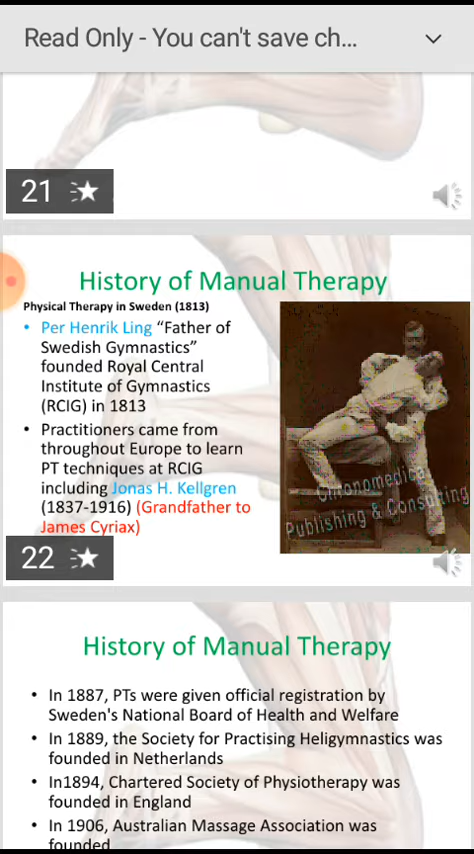 Read Only - You can't save ch...
21
History of Manual Therapy
Physical Therapy in Sweden (1813)
• Per Henrik Ling “Father of
Swedish Gymnastics”
founded Royal Central
Institute of Gymnastics
(RCIG) in 1813
• Practitioners came from
throughout Europe to learn
PT techniques at RCIG
including Jonas H. Kellgren
(1837-1916) (Grandfather to
James Cyriax)
Chronomedica
Publishing & Consulting
22
History of Manual Therapy
• In 1887, PTs were given official registration by
Sweden's National Board of Health and Welfare
• In 1889, the Society for Practising Heligymnastics was
founded in Netherlands
• In1894, Chartered Society of Physiotherapy was
founded in England
• In 1906, Australian Massage Association was
founded